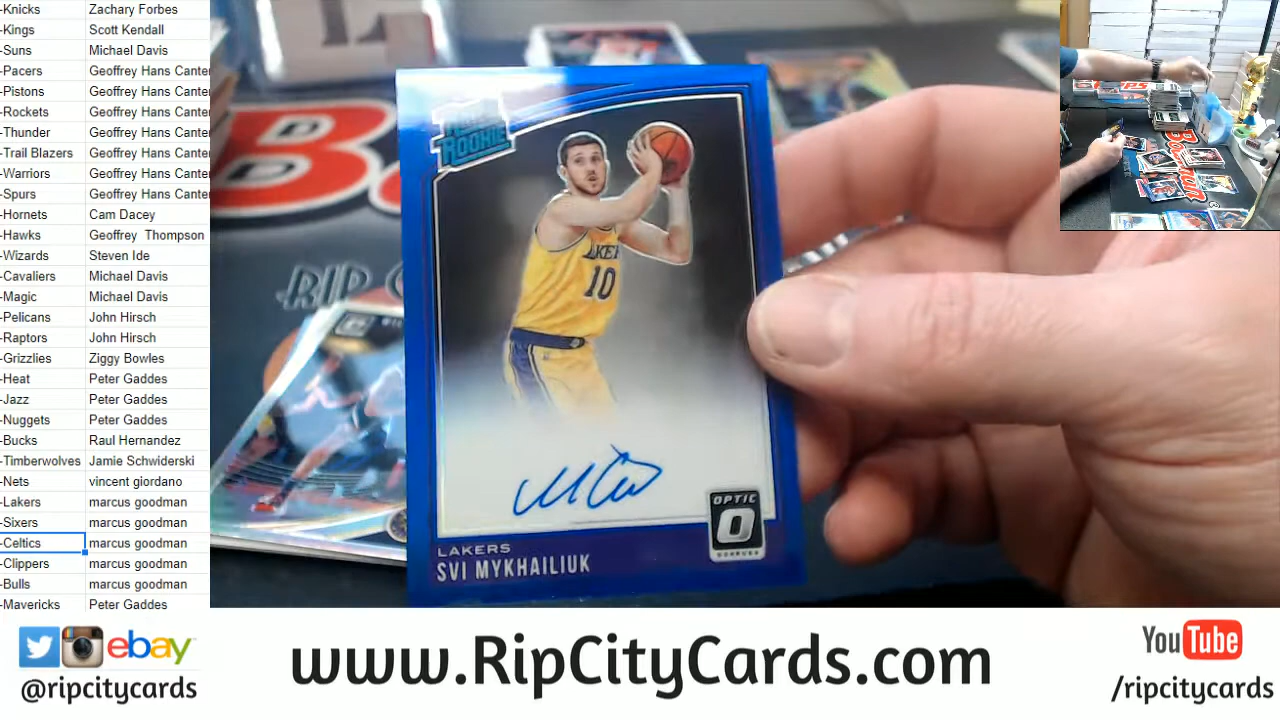 -Knicks Zachary Forbes
-Kings Scott Kendall
-Suns Michael Davis
-Pacers Geoffrey Hans Canter
-Pistons Geoffrey Hans Canter
-Rockets Geoffrey Hans Canter
-Thunder Geoffrey Hans Canter
-Trail Blazers Geoffrey Hans Canter
-Warriors Geoffrey Hans Canter
-Spurs Geoffrey Hans Canter
-Hornets Cam Dacey
-Hawks Geoffrey Thompson
-Wizards Steven Ide
-Cavaliers Michael Davis
-Magic Michael Davis
-Pelicans John Hirsch
-Raptors John Hirsch
-Grizzlies Ziggy Bowles
-Heat Peter Gaddes
-Jazz Peter Gaddes
-Nuggets Peter Gaddes
-Bucks Raul Hernandez
-Timberwolves Jamie Schwiderski
-Nets vincent giordano
-Lakers marcus goodman
-Sixers marcus goodman
-Celtics marcus goodman
-Clippers marcus goodman
-Bulls marcus goodman
-Mavericks Peter Gaddes
B.
RIP
ROOKIE
LAKERS
10
OPTIC
DONRUSS
LAKERS
SVI MYKHAILIUK
ebay
@ripcitycards
www.RipCityCards.com
YouTube
/ripcitycards